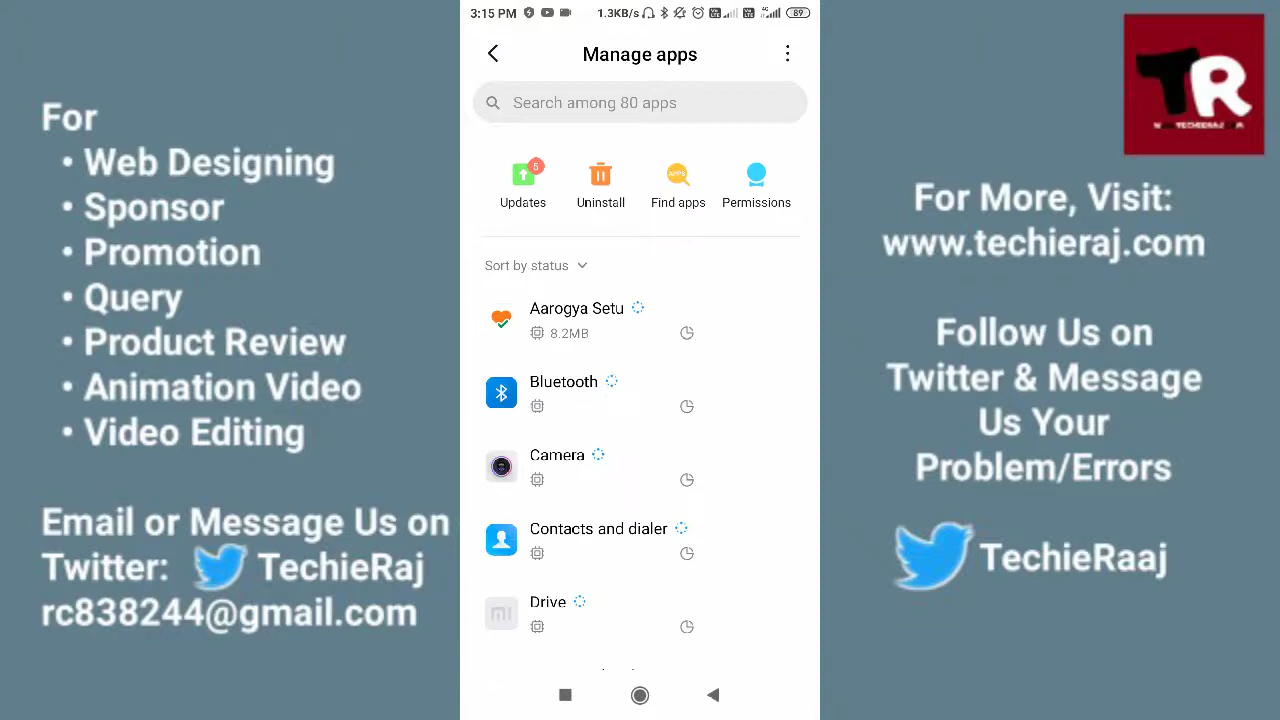 For
• Web Designing
• Sponsor
• Promotion
• Query
• Product Review
• Animation Video
• Video Editing
Email or Message Us on
Twitter: TechieRaj
rc838244@gmail.com
3:15 PM 1.3KB/s 89
Manage apps
Search among 80 apps
5
APPS
Updates Uninstall Find apps Permissions
Sort by status
Aarogya Setu
8.2MB
Bluetooth
Camera
Contacts and dialer
mi
Drive
TR
For More, Visit:
www.techieraj.com
Follow Us on
Twitter & Message
Us Your
Problem/Errors
TechieRaaj